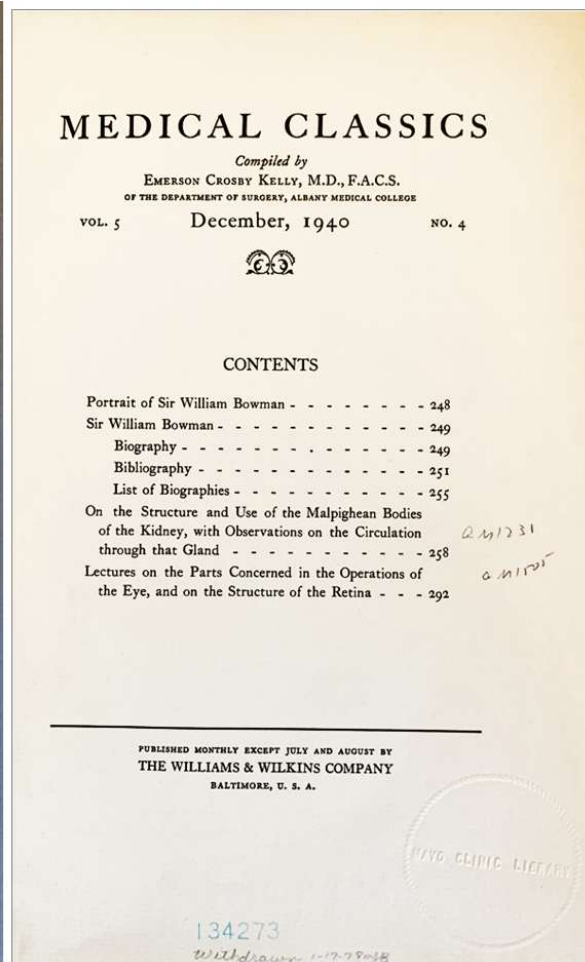 MEDICAL CLASSICS
Compiled by
EMERSON CROSBY KELLY, M.D., F.A.C.S.
OF THE DEPARTMENT OF SURGERY, ALBANY MEDICAL COLLEGE
VOL. 5 December, 1940 NO. 4
CONTENTS
Portrait of Sir William Bowman - - - - - - - - 248
Sir William Bowman - - - - - - - - - - - - 249
Biography - - - - - - - . - - - - - - 249
Bibliography - - - - - - - - - - - - - 251
List of Biographies - - - - - - - - - - - 255
On the Structure and Use of the Malpighean Bodies
of the Kidney, with Observations on the Circulation
through that Gland - - - - - - - - - - - 258
Lectures on the Parts Concerned in the Operations of
the Eye, and on the Structure of the Retina - - - 292
PUBLISHED MONTHLY EXCEPT JULY AND AUGUST BY
THE WILLIAMS & WILKINS COMPANY
BALTIMORE, U. S. A.
MAYO CLINIC LIBRARY
134273
Withdrawn 1-17-78